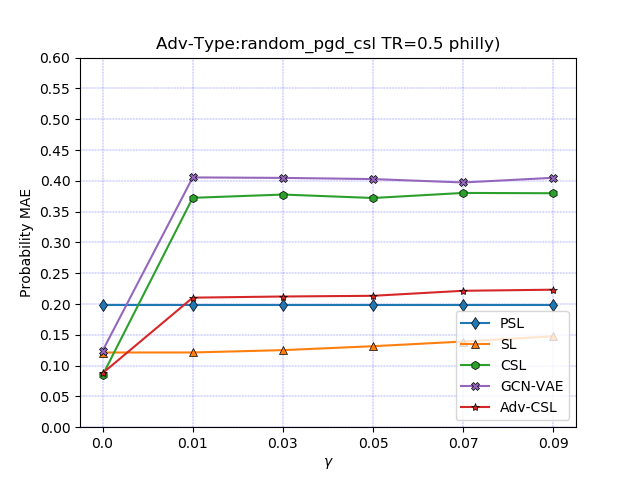 Adv-Type:random_pgd_csl TR=0.5 philly)
0.60
0.55
0.50
0.45
0.40
0.35
0.30
0.25
0.20
0.15
0.10
0.05
0.00
Probability MAE
PSL
SL
CSL
GCN-VAE
Adv-CSL
0.0 0.01 0.03 0.05 0.07 0.09
γ